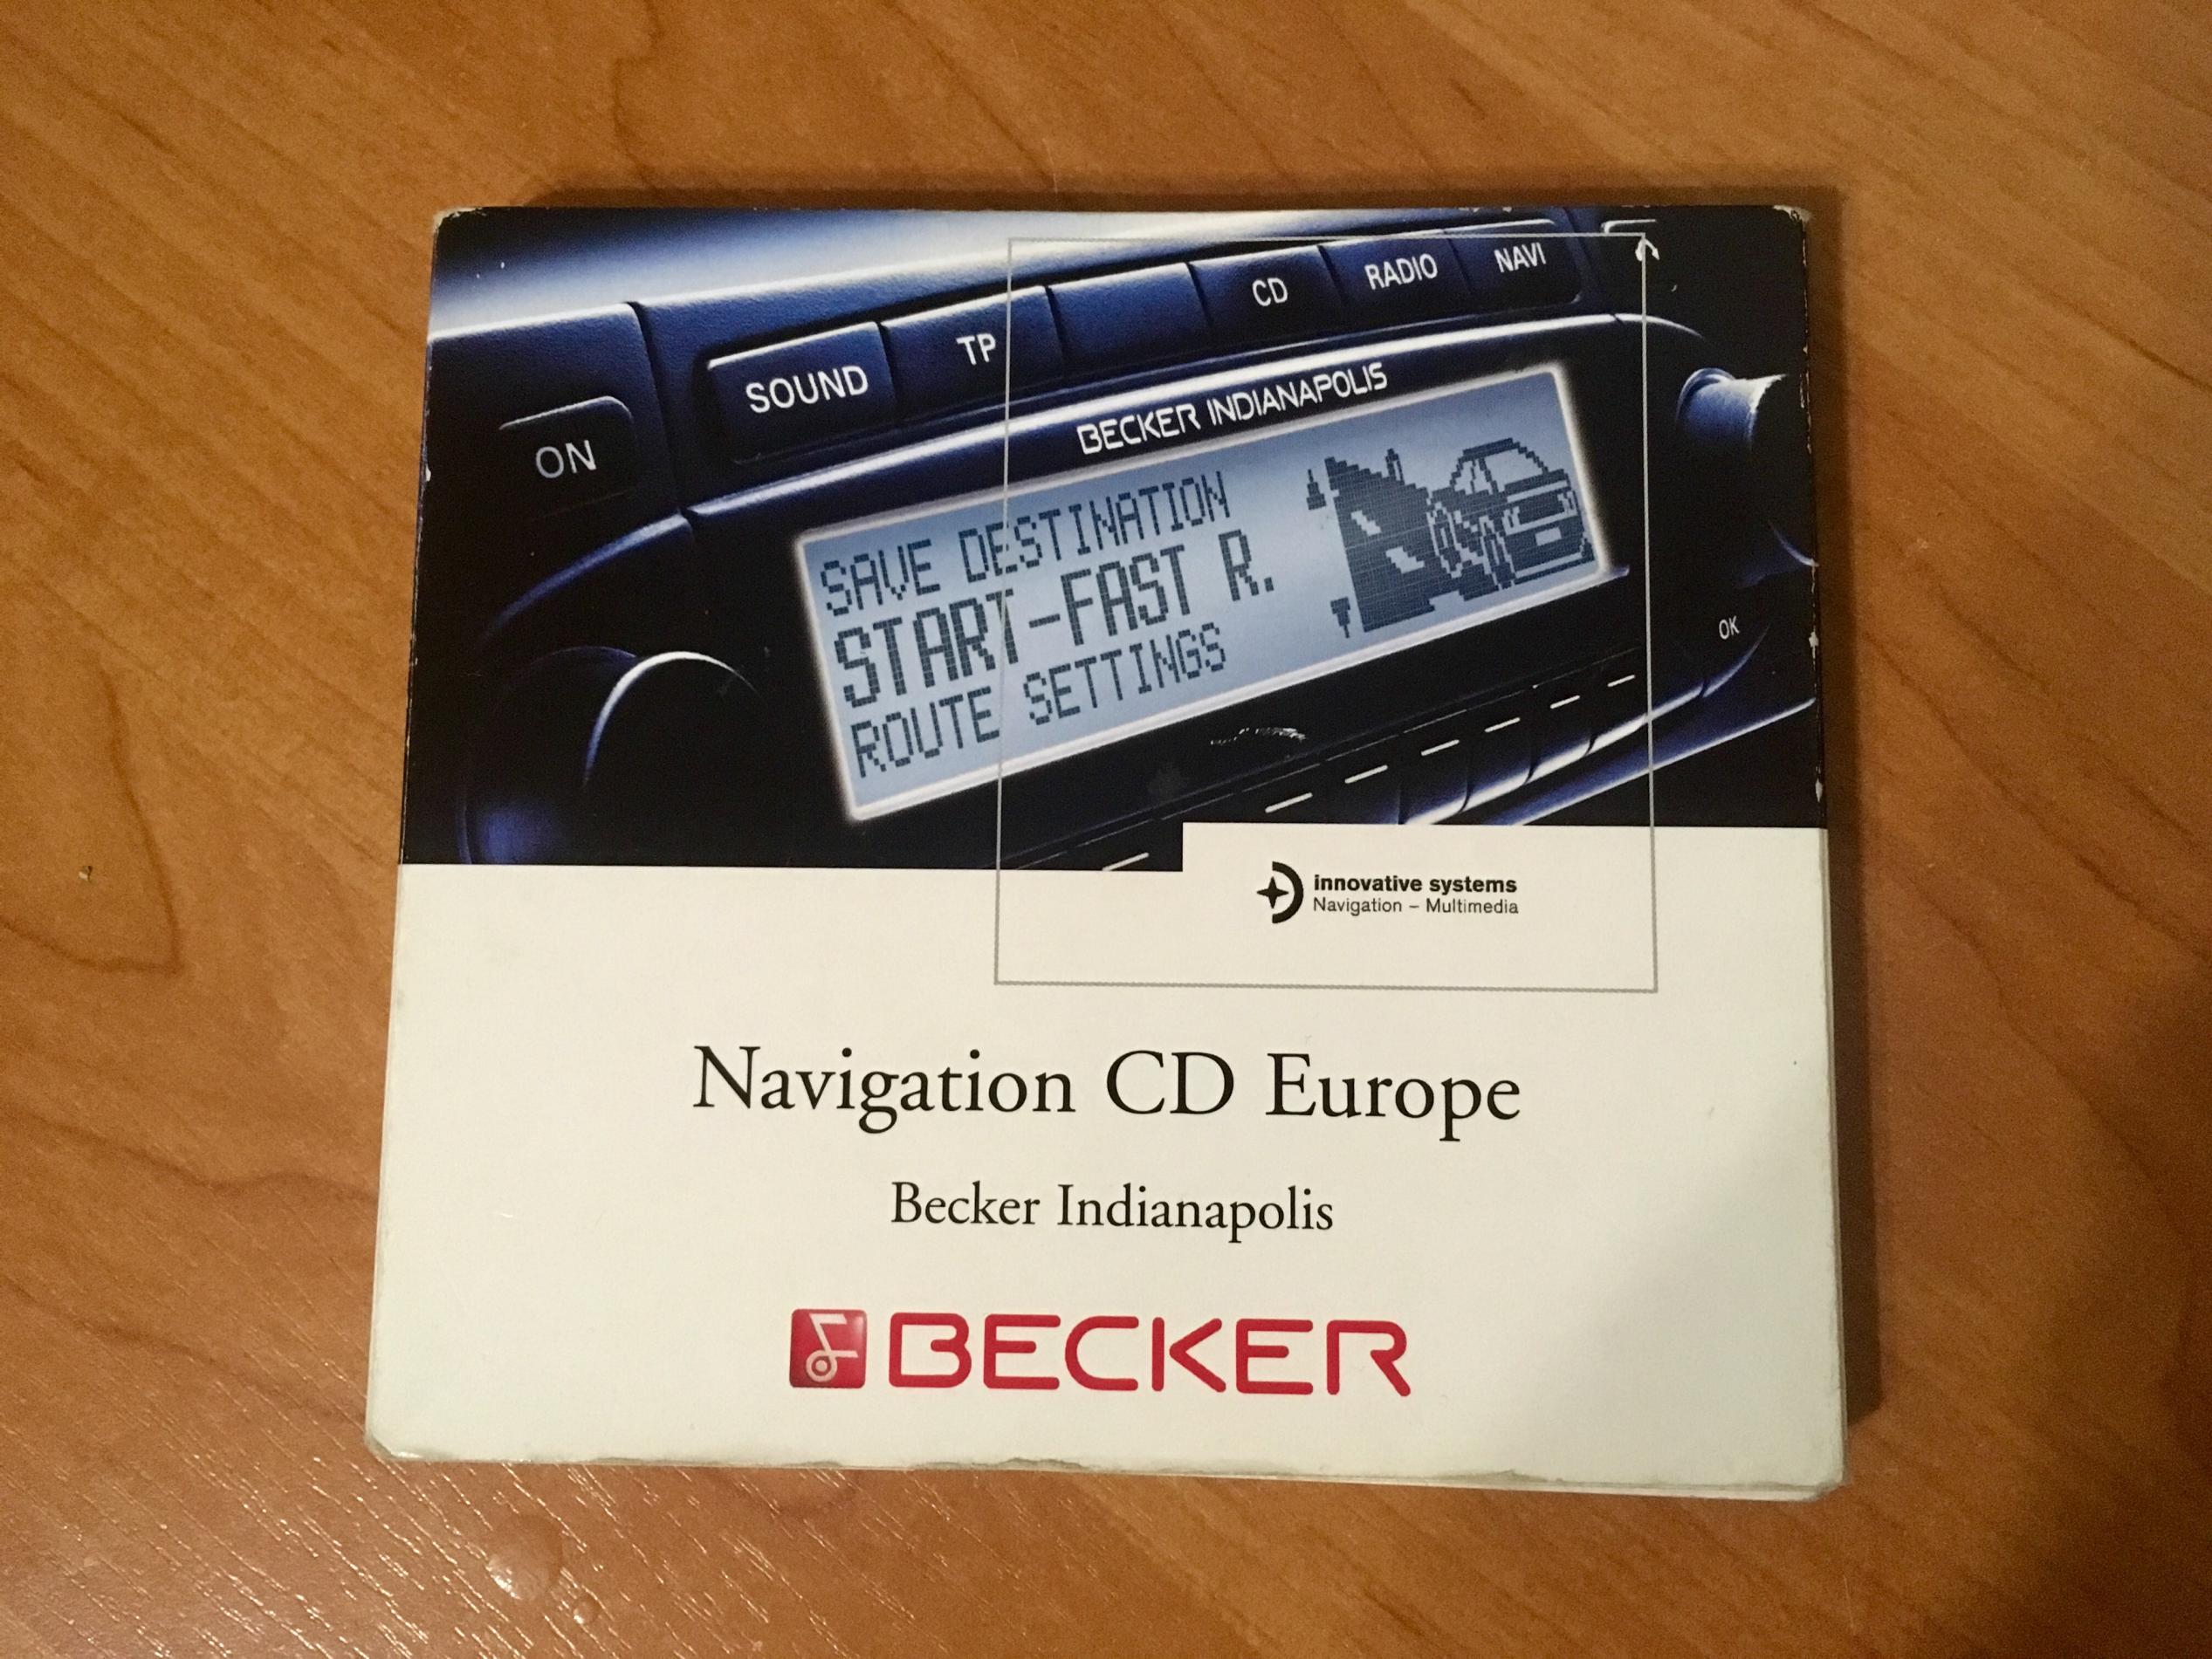 CD RADIO NAVI
SOUND TP
ON
BECKER INDIANAPOLIS
SAVE DESTINATION
START-FAST R.
ROUTE SETTINGS
OK
innovative systems
Navigation – Multimedia
Navigation CD Europe
Becker Indianapolis
BECKER